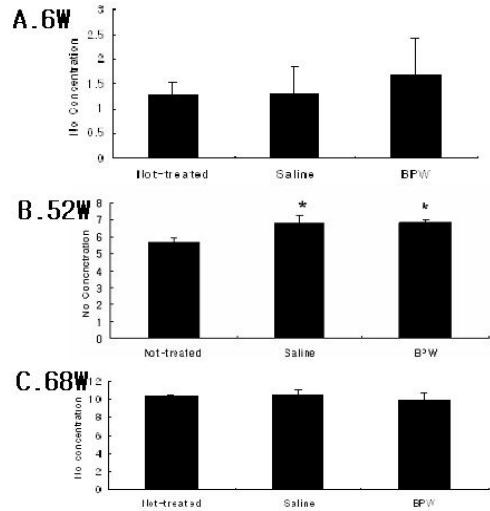 A.6W
No Concentration
3
2.5
2
1.5
1
0.5
0
Not-treated Saline BPW
B.52W
No Concnetration
8
7
6
5
4
3
2
1
0
* *
Not-treated Saline BPW
C.68W
No concentration
12
10
8
6
4
2
0
Not-treated Saline BPW